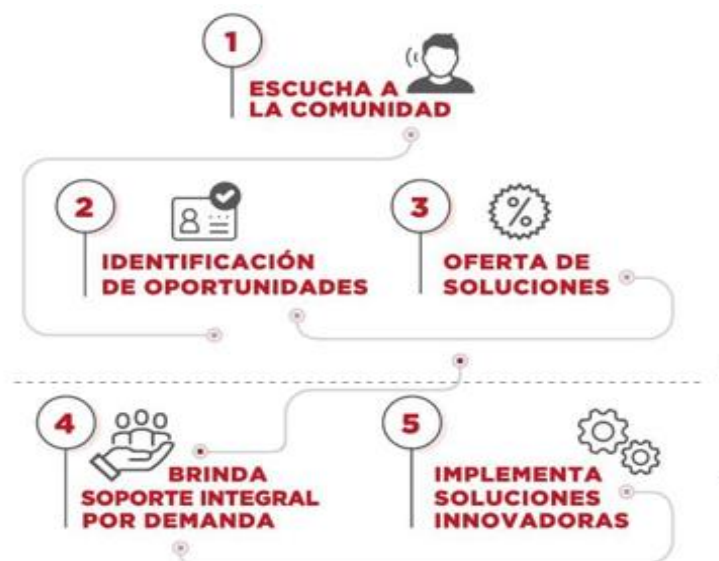 1
ESCUCHA A
LA COMUNIDAD
2
IDENTIFICACIÓN
DE OPORTUNIDADES
3
%
OFERTA DE
SOLUCIONES
4
BRINDA
SOPORTE INTEGRAL
POR DEMANDA
5
IMPLEMENTA
SOLUCIONES
INNOVADORAS